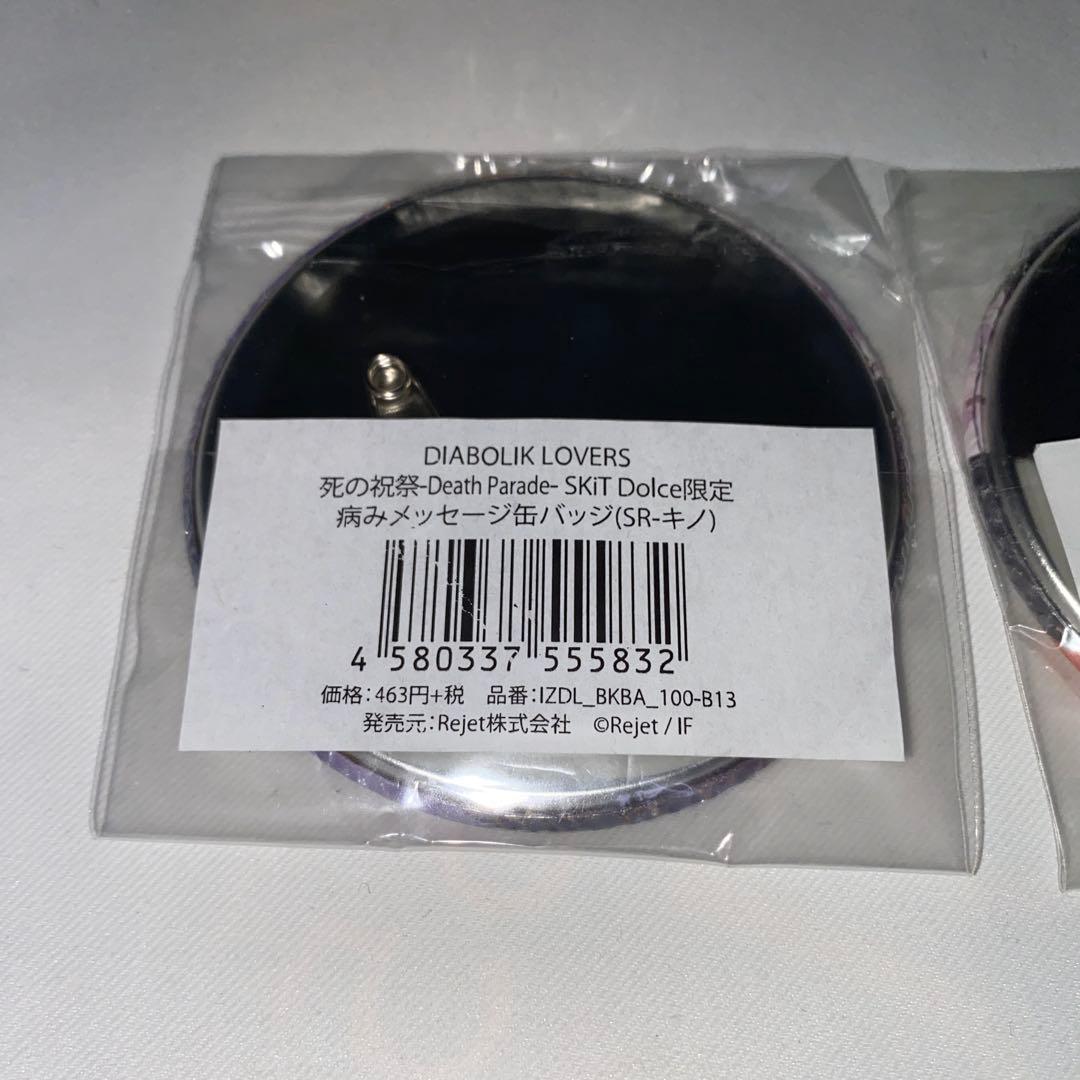 DIABOLIK LOVERS
死の祝祭-Death Parade- SKiT Dolce限定
病みメッセージ缶バッジ(SR-キノ)
4 580337 555832
価格:463円+税 品番:IZDL_BKBA_100-B13
発売元:Rejet株式会社 ©Rejet / IF